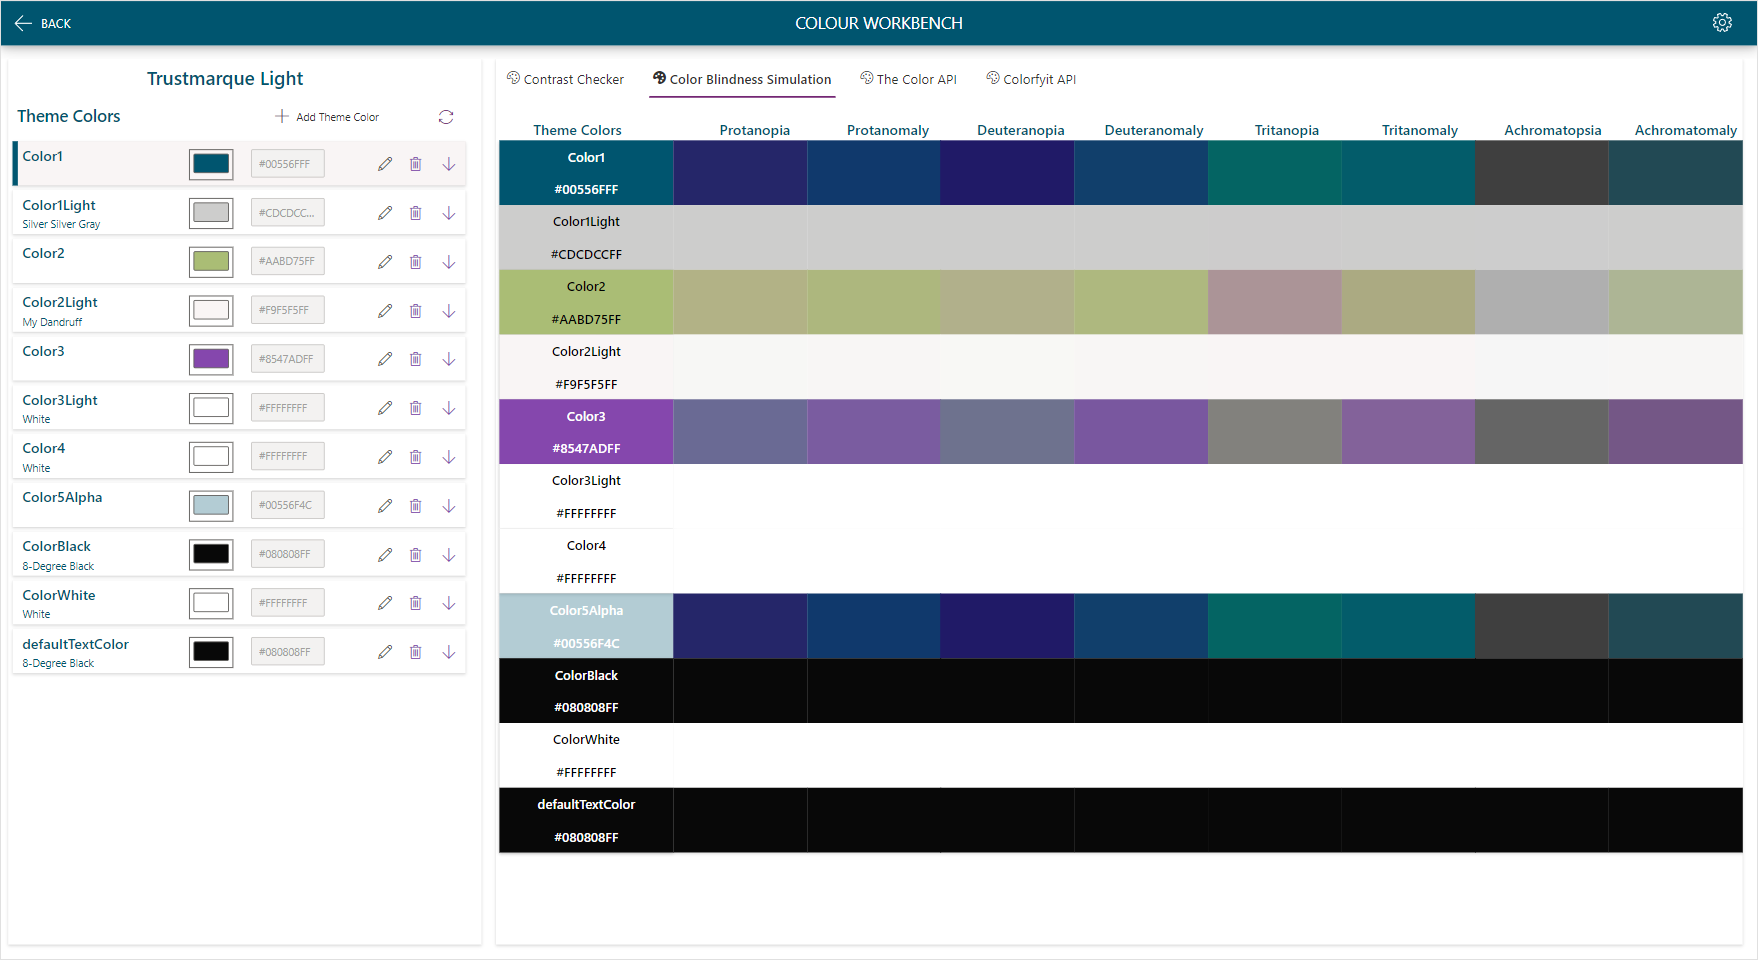 BACK
COLOUR WORKBENCH
Trustmarque Light
Theme Colors
Add Theme Color
Color1
#00556FFF
Color1Light
Silver Silver Gray
#CDCDCC...
Color2
#AABD75FF
Color2Light
My Dandruff
#F9F5F5FF
Color3
#8547ADFF
Color3Light
White
#FFFFFFFF
Color4
White
#FFFFFFFF
Color5Alpha
#00556F4C
ColorBlack
8-Degree Black
#080808FF
ColorWhite
White
#FFFFFFFF
defaultTextColor
8-Degree Black
#080808FF
Contrast Checker
Color Blindness Simulation
The Color API
Colorfyit API
Theme Colors
Protanopia
Protanomaly
Deuteranopia
Deuteranomaly
Tritanopia
Tritanomaly
Achromatopsia
Achromatomaly
Color1
#00556FFF
Color1Light
#CDCDCCFF
Color2
#AABD75FF
Color2Light
#F9F5F5FF
Color3
#8547ADFF
Color3Light
#FFFFFFFF
Color4
#FFFFFFFF
Color5Alpha
#00556F4C
ColorBlack
#080808FF
ColorWhite
#FFFFFFFF
defaultTextColor
#080808FF